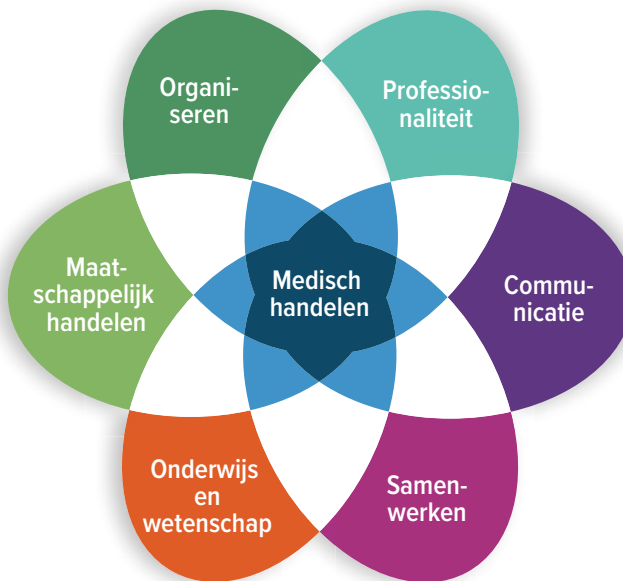 Organi-
seren
Professio-
naliteit
Maat-
schappelijk
handelen
Medisch
handelen
Commu-
nicatie
Onderwijs
en
wetenschap
Samen-
werken